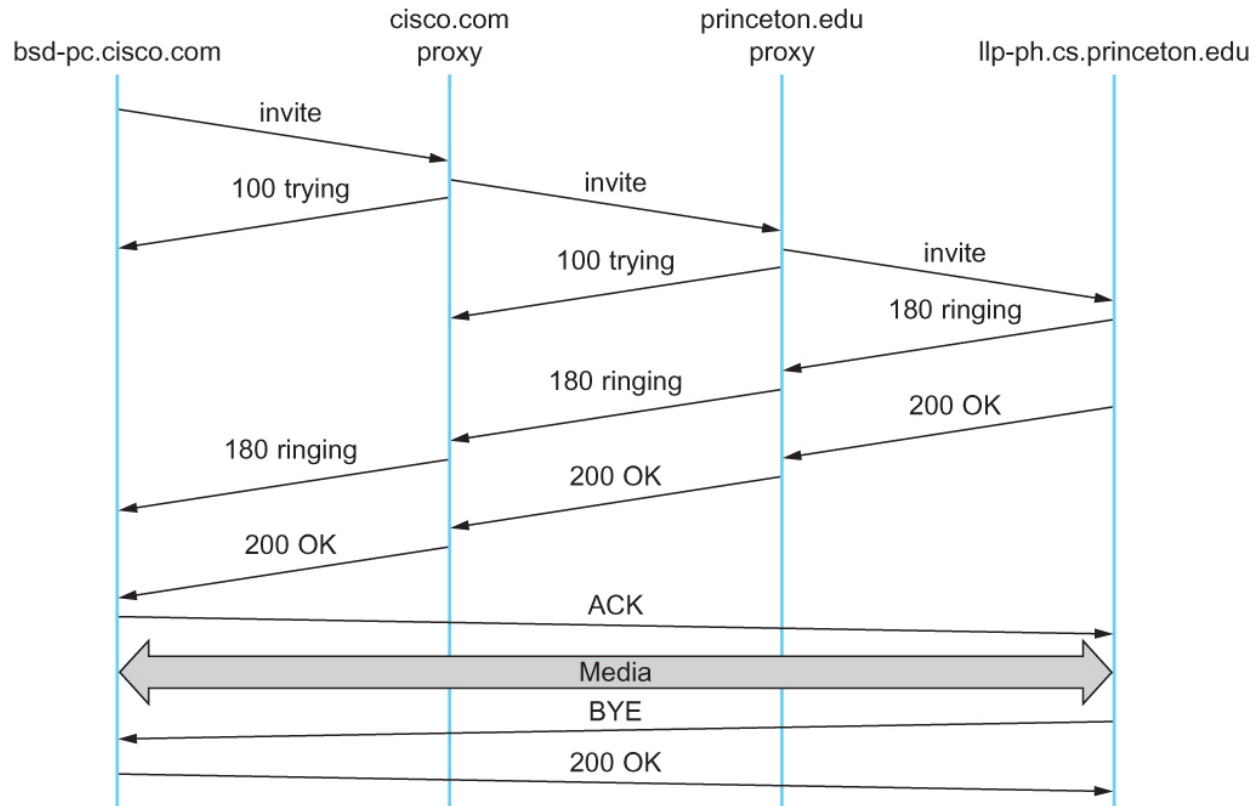 bsd-pc.cisco.com
cisco.com
proxy
princeton.edu
proxy
llp-ph.cs.princeton.edu
invite
100 trying
invite
100 trying
invite
180 ringing
180 ringing
200 OK
180 ringing
200 OK
200 OK
ACK
Media
BYE
200 OK